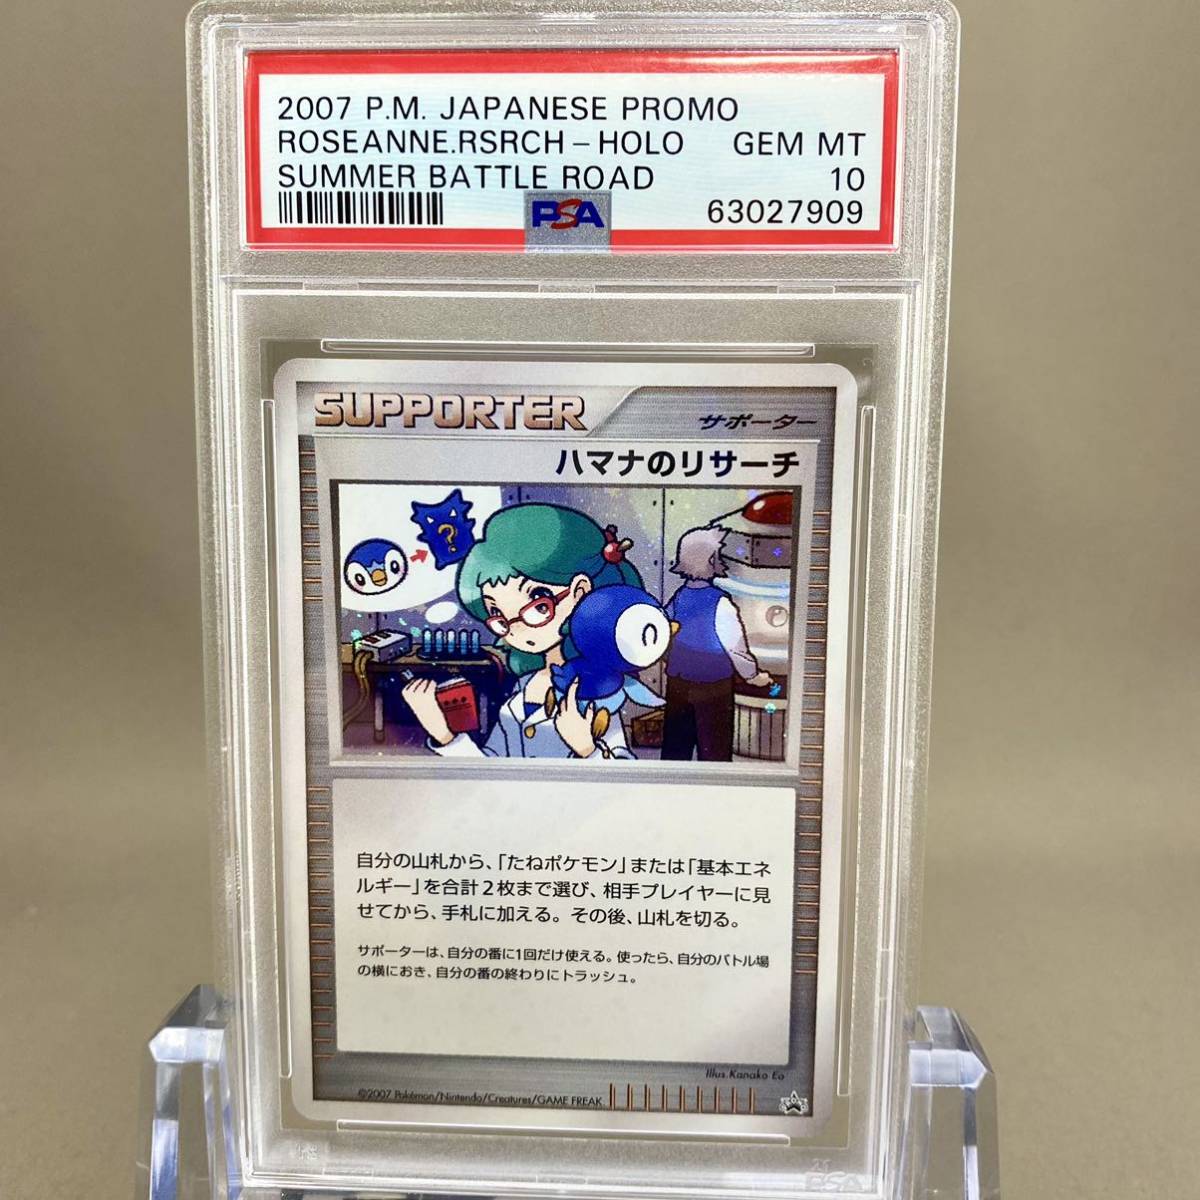 2007 P.M. JAPANESE PROMO
ROSEANNE.RSRCH-HOLO GEM MT
SUMMER BATTLE ROAD 10
PSA 63027909
SUPPORTER サポーター
ハマナのリサーチ
?
自分の山札から、「たねポケモン」または「基本エネ
ルギー」を合計2枚まで選び、相手プレイヤーに見
せてから、手札に加える。その後、山札を切る。
サポーターは、自分の番に1回だけ使える。使ったら、自分のバトル場
の横におき、自分の番の終わりにトラッシュ。
Illus.Kanako Eo
©2007 Pokémon/Nintendo/Creatures/GAME FREAK
PSA